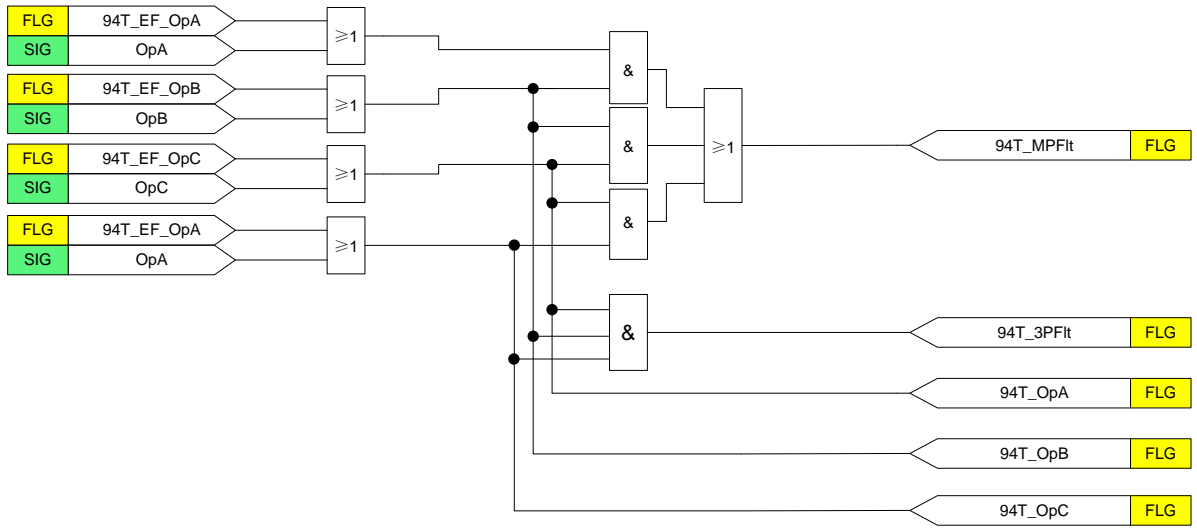 FLG 94T_EF_OpA
SIG OpA
≥1
FLG 94T_EF_OpB
SIG OpB
≥1
FLG 94T_EF_OpC
SIG OpC
≥1
FLG 94T_EF_OpA
SIG OpA
≥1
&
&
&
≥1
94T_MPFlt FLG
&
94T_3PFlt FLG
94T_OpA FLG
94T_OpB FLG
94T_OpC FLG